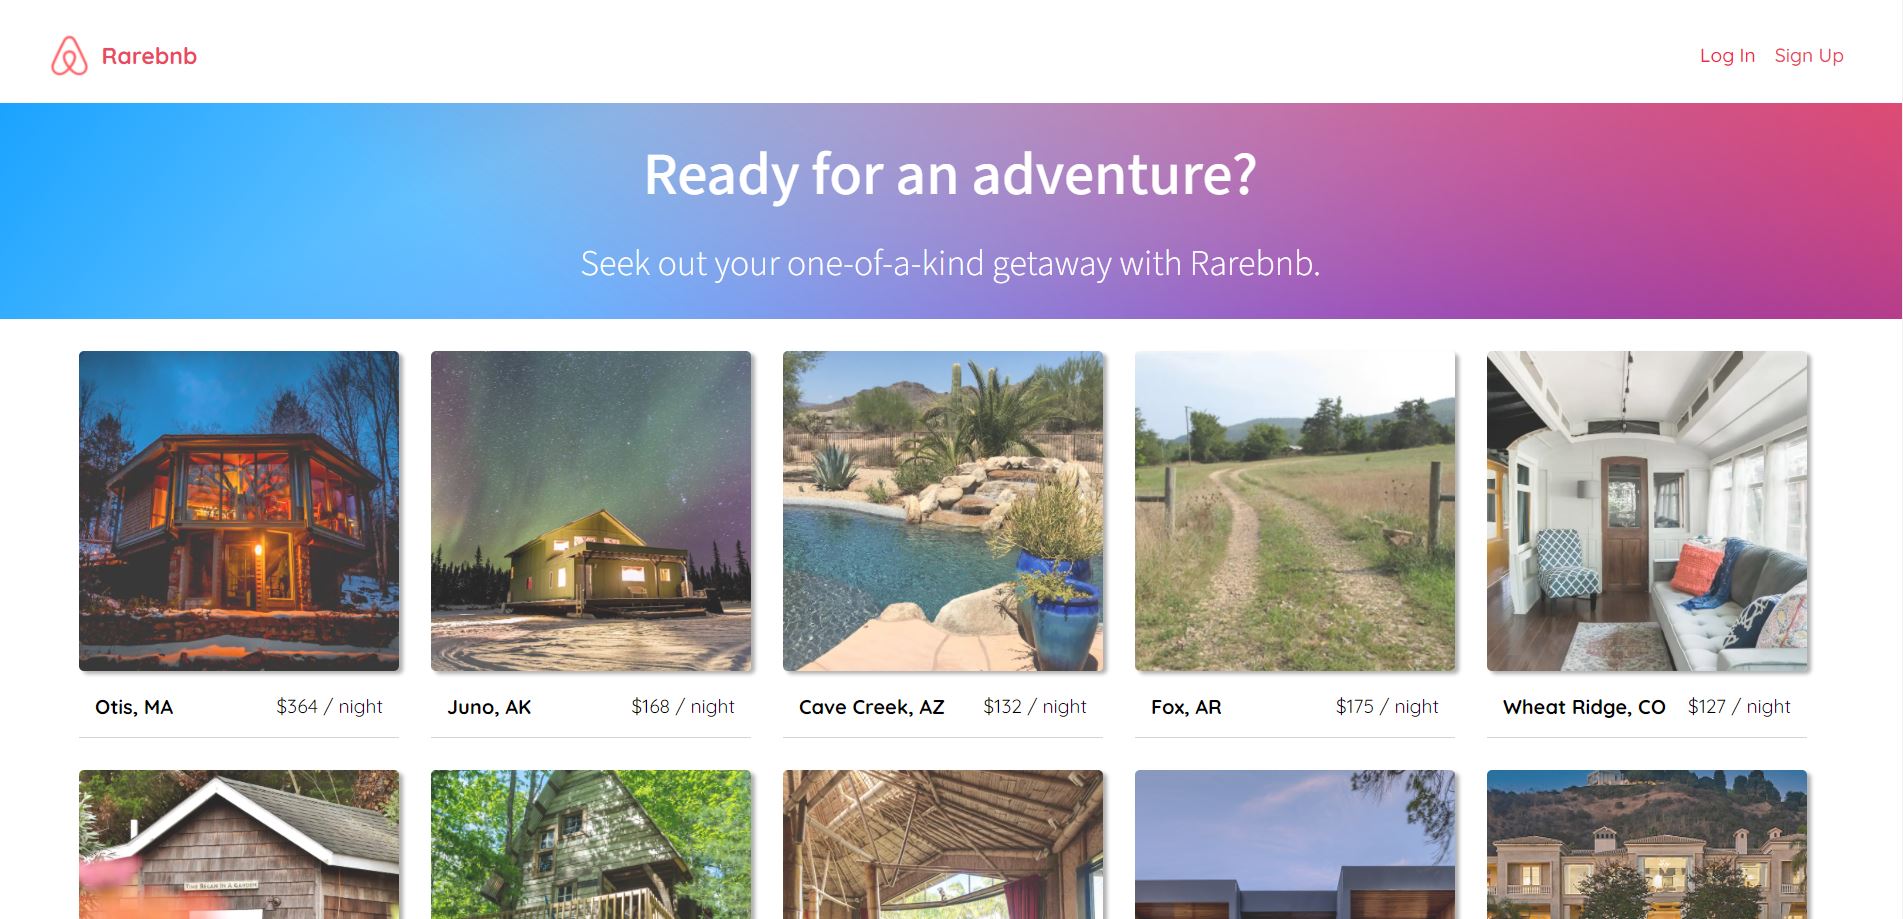 Rarebnb
Log In
Sign Up
Ready for an adventure?
Seek out your one-of-a-kind getaway with Rarebnb.
Otis, MA
$364 / night
Juno, AK
$168 / night
Cave Creek, AZ
$132 / night
Fox, AR
$175 / night
Wheat Ridge, CO
$127 / night
TIME BEGAN IN A GARDEN